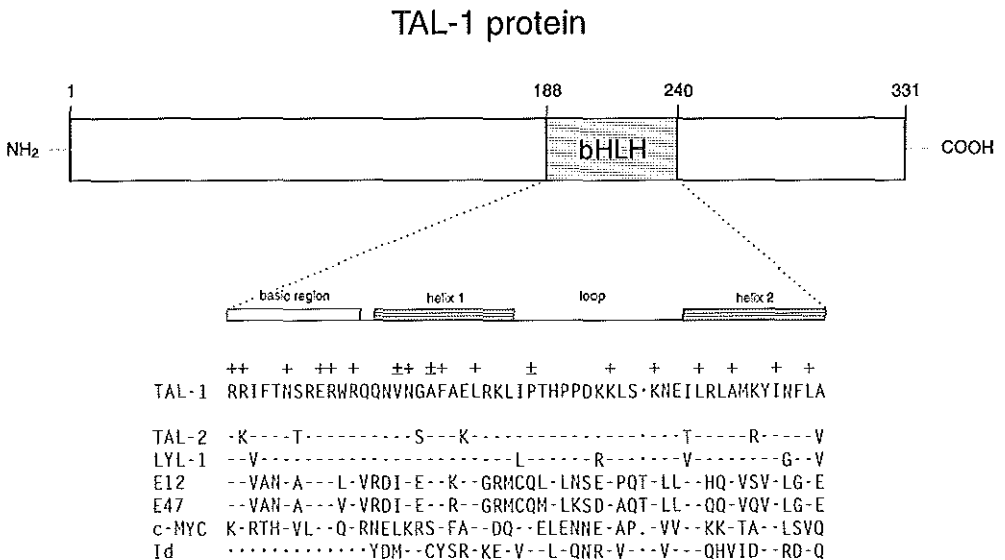 TAL-1 protein
1 188 240 331
NH₂ bHLH COOH
basic region helix 1 loop helix 2
++ + ++ + ±+ ±+ + ± + + + + + +
TAL-1 RRIFTNSRERWRQQNVNGAFAELRKLIPTHPPDKKLS·KNEILRLAMKYINFLA
TAL-2 ·K----T----------S--K-----------------T-----R-----V
LYL-1 --V·······················L------R-------V--------G--V
E12 --VAN-A---L-VRDI-E--K--GRMCQL-LNSE-PQT-LL--HQ-VSV-LG-E
E47 --VAN-A---V-VRDI-E--R--GRMCQM-LKSD-AQT-LL--QQ-VQV-LG-E
c-MYC K-RTH-VL--Q-RNELKRS-FA--DQ--ELENNE-AP.-VV--KK-TA--LSVQ
Id ············YDM--CYSR-KE-V--L-QNR-V---V---QHVID--RD-Q